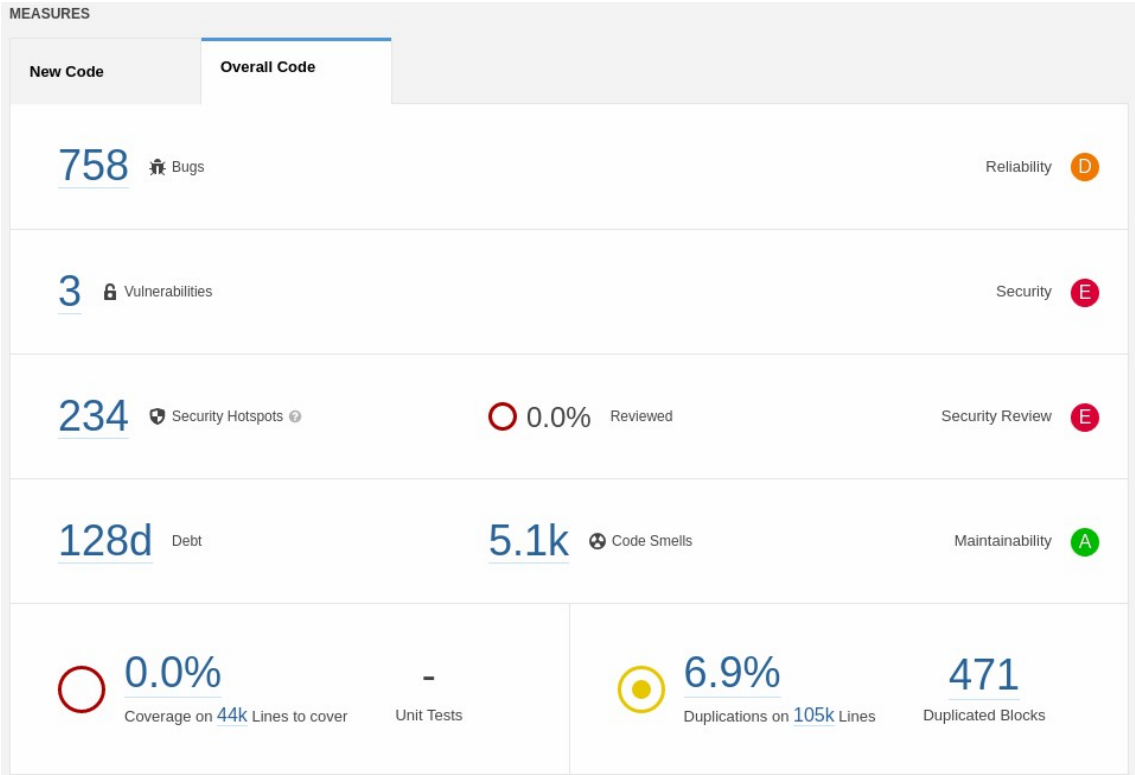 MEASURES
New Code
Overall Code
758 Bugs Reliability D
3 Vulnerabilities Security E
234 Security Hotspots ? 0.0% Reviewed Security Review E
128d Debt 5.1k Code Smells Maintainability A
0.0% - 6.9% 471
Coverage on 44k Lines to cover Unit Tests Duplications on 105k Lines Duplicated Blocks